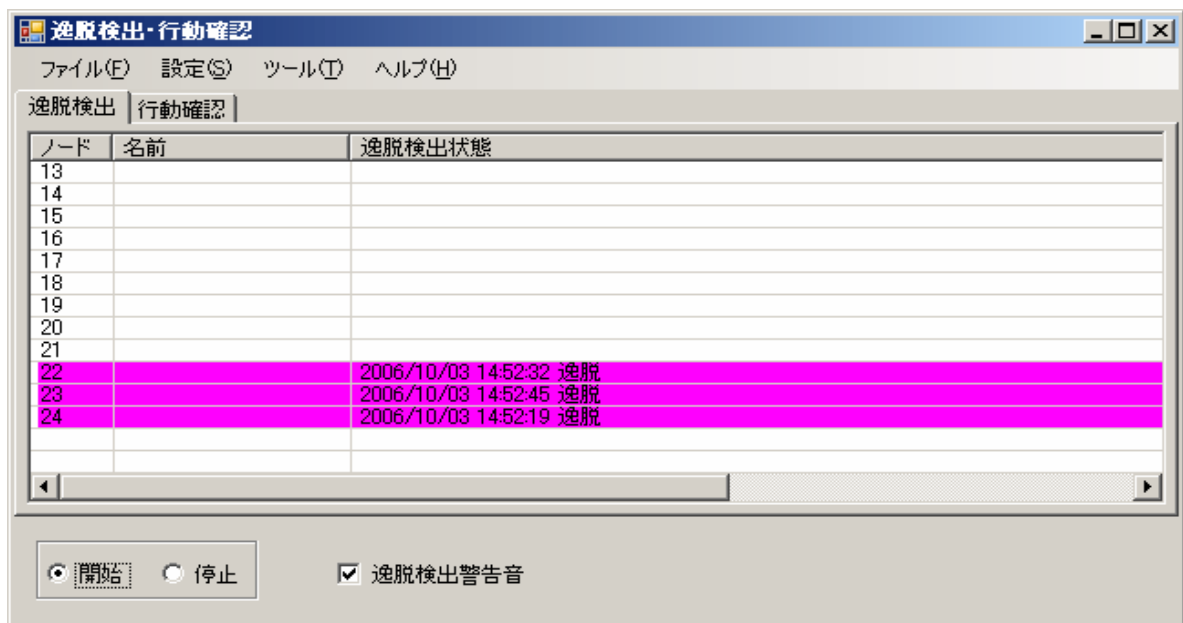 逸脱検出・行動確認
ファイル(F) 設定(S) ツール(T) ヘルプ(H)
逸脱検出 行動確認
ノード 名前 逸脱検出状態
13
14
15
16
17
18
19
20
21
22 2006/10/03 14:52:32 逸脱
23 2006/10/03 14:52:45 逸脱
24 2006/10/03 14:52:19 逸脱
開始 停止 逸脱検出警告音